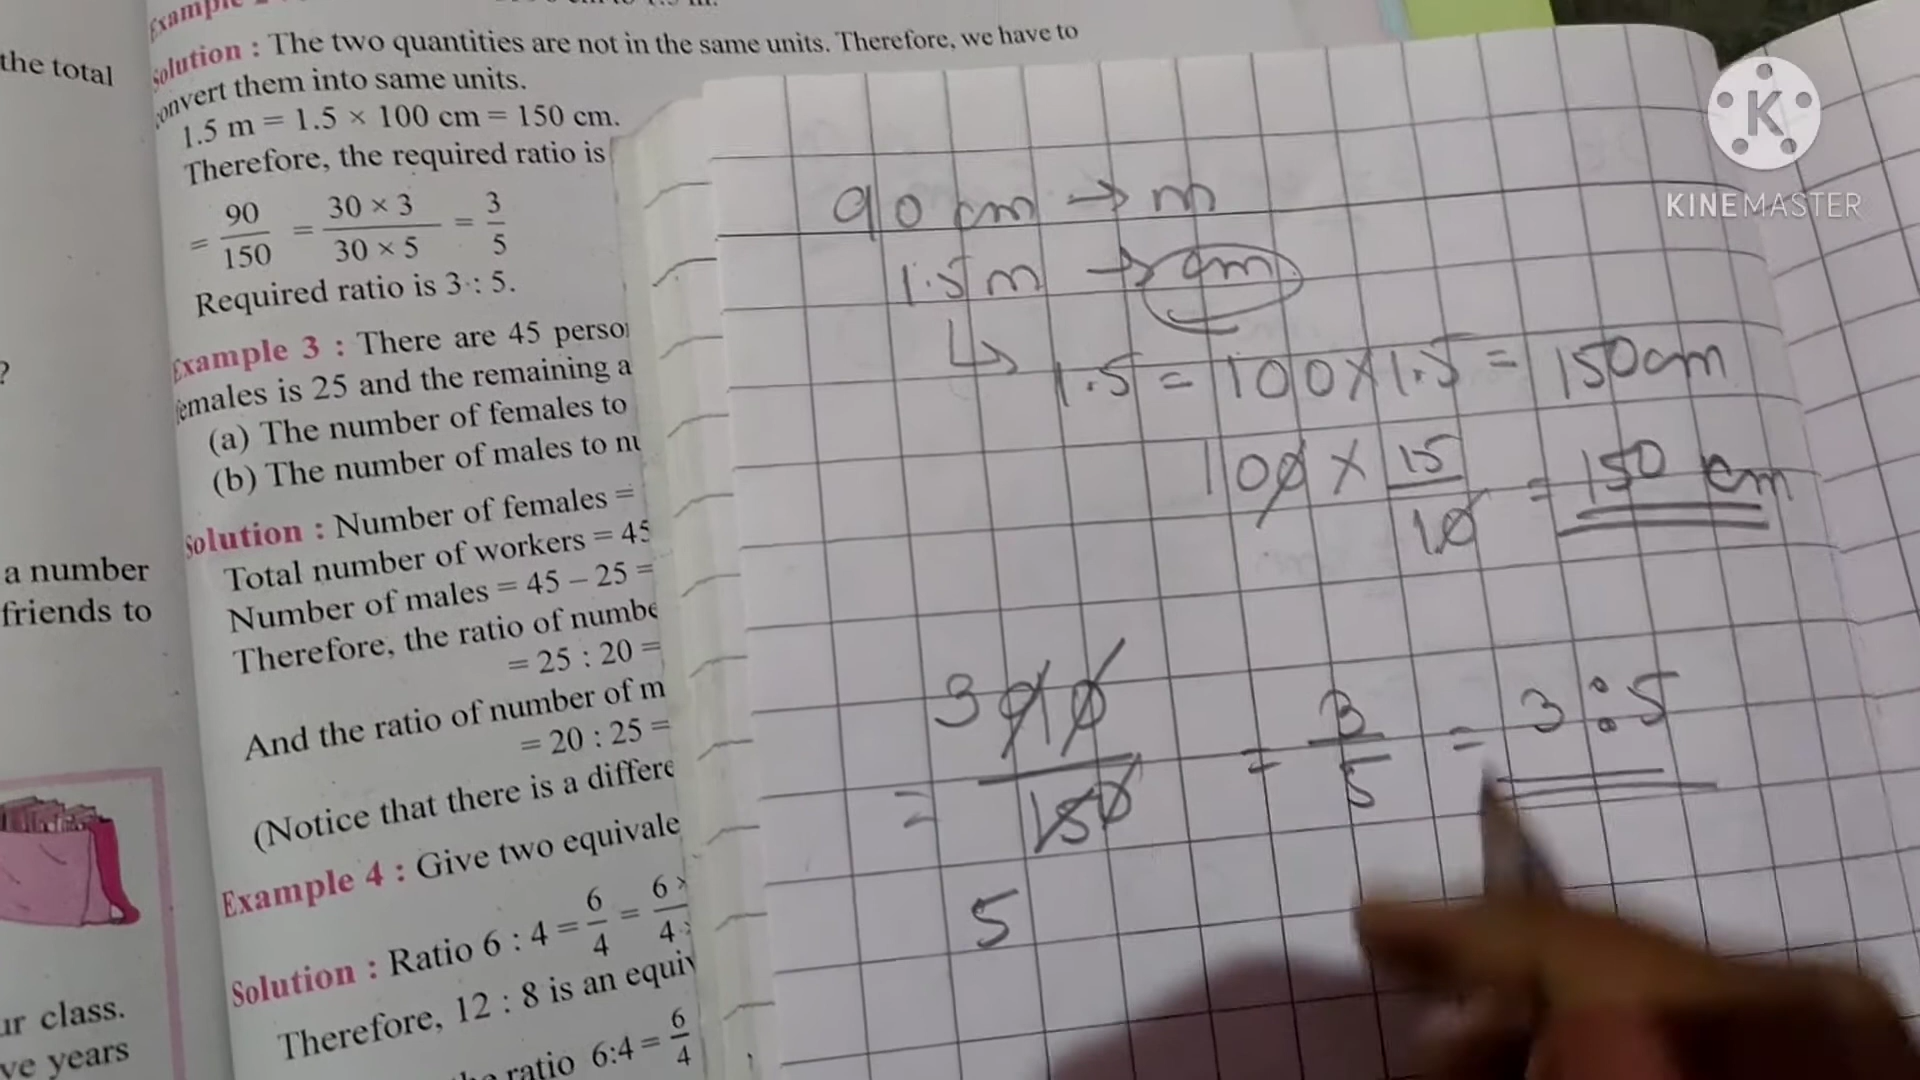 the total
?
a number
friends to
ur class.
ve years
Example
Solution : The two quantities are not in the same units. Therefore, we have to
onvert them into same units.
1.5 m = 1.5 × 100 cm = 150 cm.
Therefore, the required ratio is
= 90/150 = 30 × 3/30 × 5 = 3/5
Required ratio is 3 : 5.
Example 3 : There are 45 perso
emales is 25 and the remaining a
(a) The number of females to
(b) The number of males to nu
Solution : Number of females =
Total number of workers = 45
Number of males = 45 – 25 =
Therefore, the ratio of numbe
= 25 : 20 =
And the ratio of number of m
= 20 : 25 =
(Notice that there is a differe
Example 4 : Give two equivale
Solution : Ratio 6 : 4 = 6/4 = 6 ×/4 ×
Therefore, 12 : 8 is an equiv
ratio 6:4 = 6/4
90 cm → m
1.5 m → cm
↳ 1.5 = 100 × 1.5 = 150 cm
100 × 15/10 = 150 cm
3 90
= 150 = 3/5 = 3 : 5
5
K
KINEMASTER